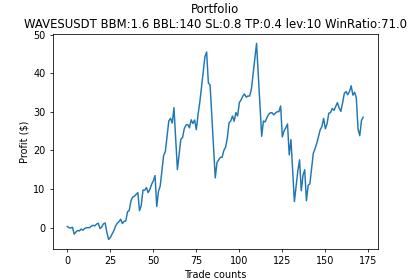 Portfolio
WAVESUSDT BBM:1.6 BBL:140 SL:0.8 TP:0.4 lev:10 WinRatio:71.0
50
40
30
20
10
0
Profit ($)
0 25 50 75 100 125 150 175
Trade counts